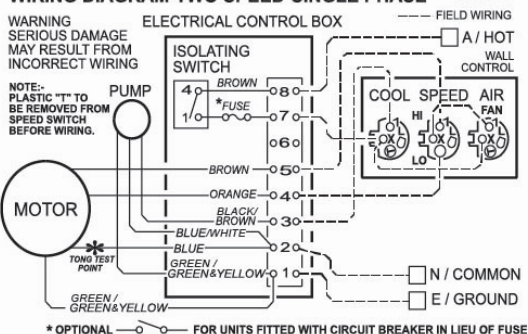 WIRING DIAGRAM TWO SPEED SINGLE PHASE
WARNING
SERIOUS DAMAGE
MAY RESULT FROM
INCORRECT WIRING
ELECTRICAL CONTROL BOX
FIELD WIRING
A / HOT
WALL
CONTROL
ISOLATING
SWITCH
NOTE:-
PLASTIC "T" TO
BE REMOVED FROM
SPEED SWITCH
BEFORE WIRING.
PUMP
4
BROWN
8
1
*FUSE
7
6
COOL SPEED AIR
FAN
HI
LO
BROWN
5
ORANGE
4
BLACK/
BROWN
3
BLUE/WHITE
MOTOR
BLUE
2
TONG TEST
POINT
GREEN /
GREEN&YELLOW
1
N / COMMON
E / GROUND
GREEN /
GREEN&YELLOW
* OPTIONAL FOR UNITS FITTED WITH CIRCUIT BREAKER IN LIEU OF FUSE